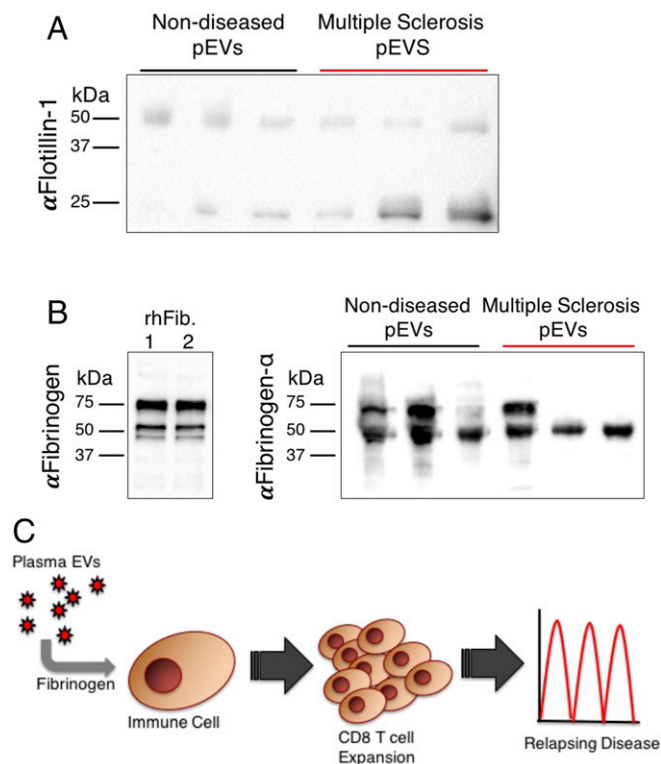 A
Non-diseased
pEVs
Multiple Sclerosis
pEVS
kDa
50
37
25
αFlotillin-1
B
rhFib.
1 2
kDa
75
50
37
αFibrinogen
Non-diseased
pEVs
Multiple Sclerosis
pEVs
kDa
75
50
37
αFibrinogen-α
C
Plasma EVs
Fibrinogen
Immune Cell
CD8 T cell
Expansion
Relapsing Disease